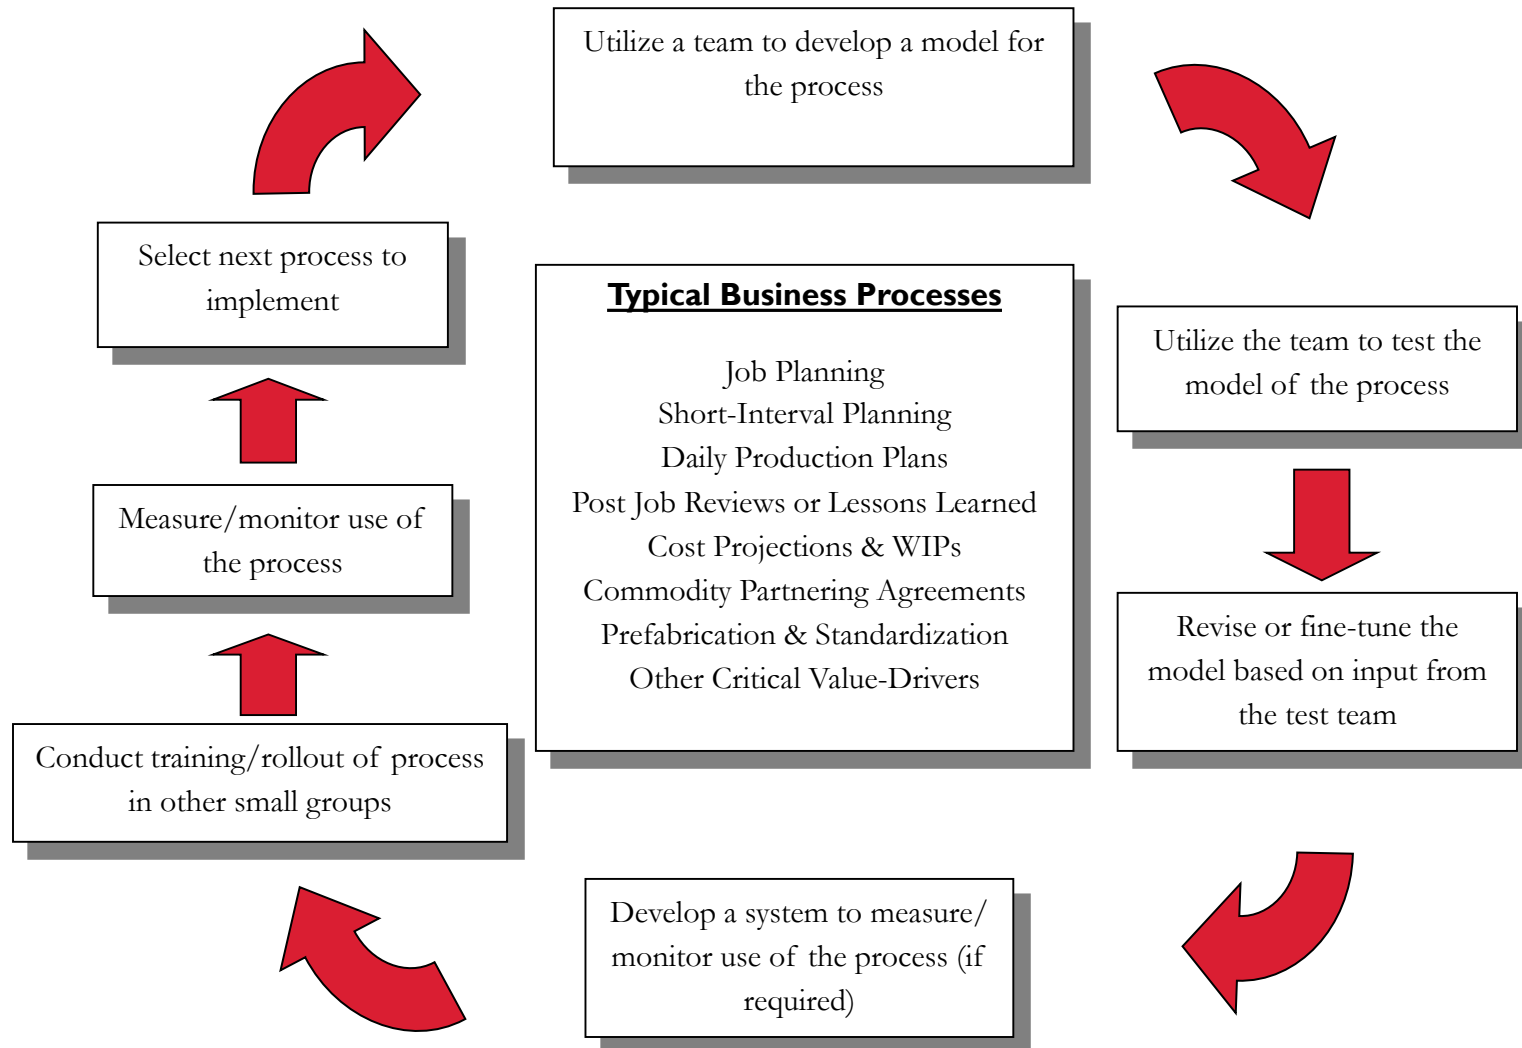 Utilize a team to develop a model for
the process
Utilize the team to test the
model of the process
Revise or fine-tune the
model based on input from
the test team
Develop a system to measure/
monitor use of the process (if
required)
Conduct training/rollout of process
in other small groups
Measure/monitor use of
the process
Select next process to
implement
Typical Business Processes
Job Planning
Short-Interval Planning
Daily Production Plans
Post Job Reviews or Lessons Learned
Cost Projections & WIPs
Commodity Partnering Agreements
Prefabrication & Standardization
Other Critical Value-Drivers